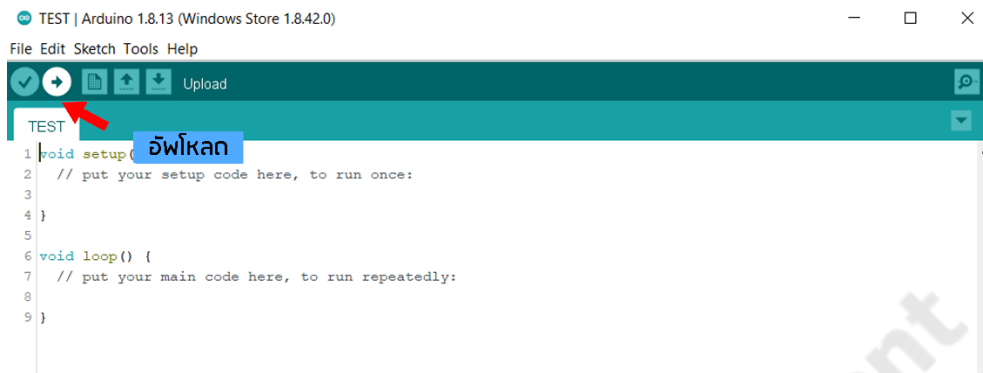 TEST | Arduino 1.8.13 (Windows Store 1.8.42.0)
File Edit Sketch Tools Help
Upload
TEST
อัพโหลด
1 void setup(
2 // put your setup code here, to run once:
3
4 }
5
6 void loop() {
7 // put your main code here, to run repeatedly:
8
9 }